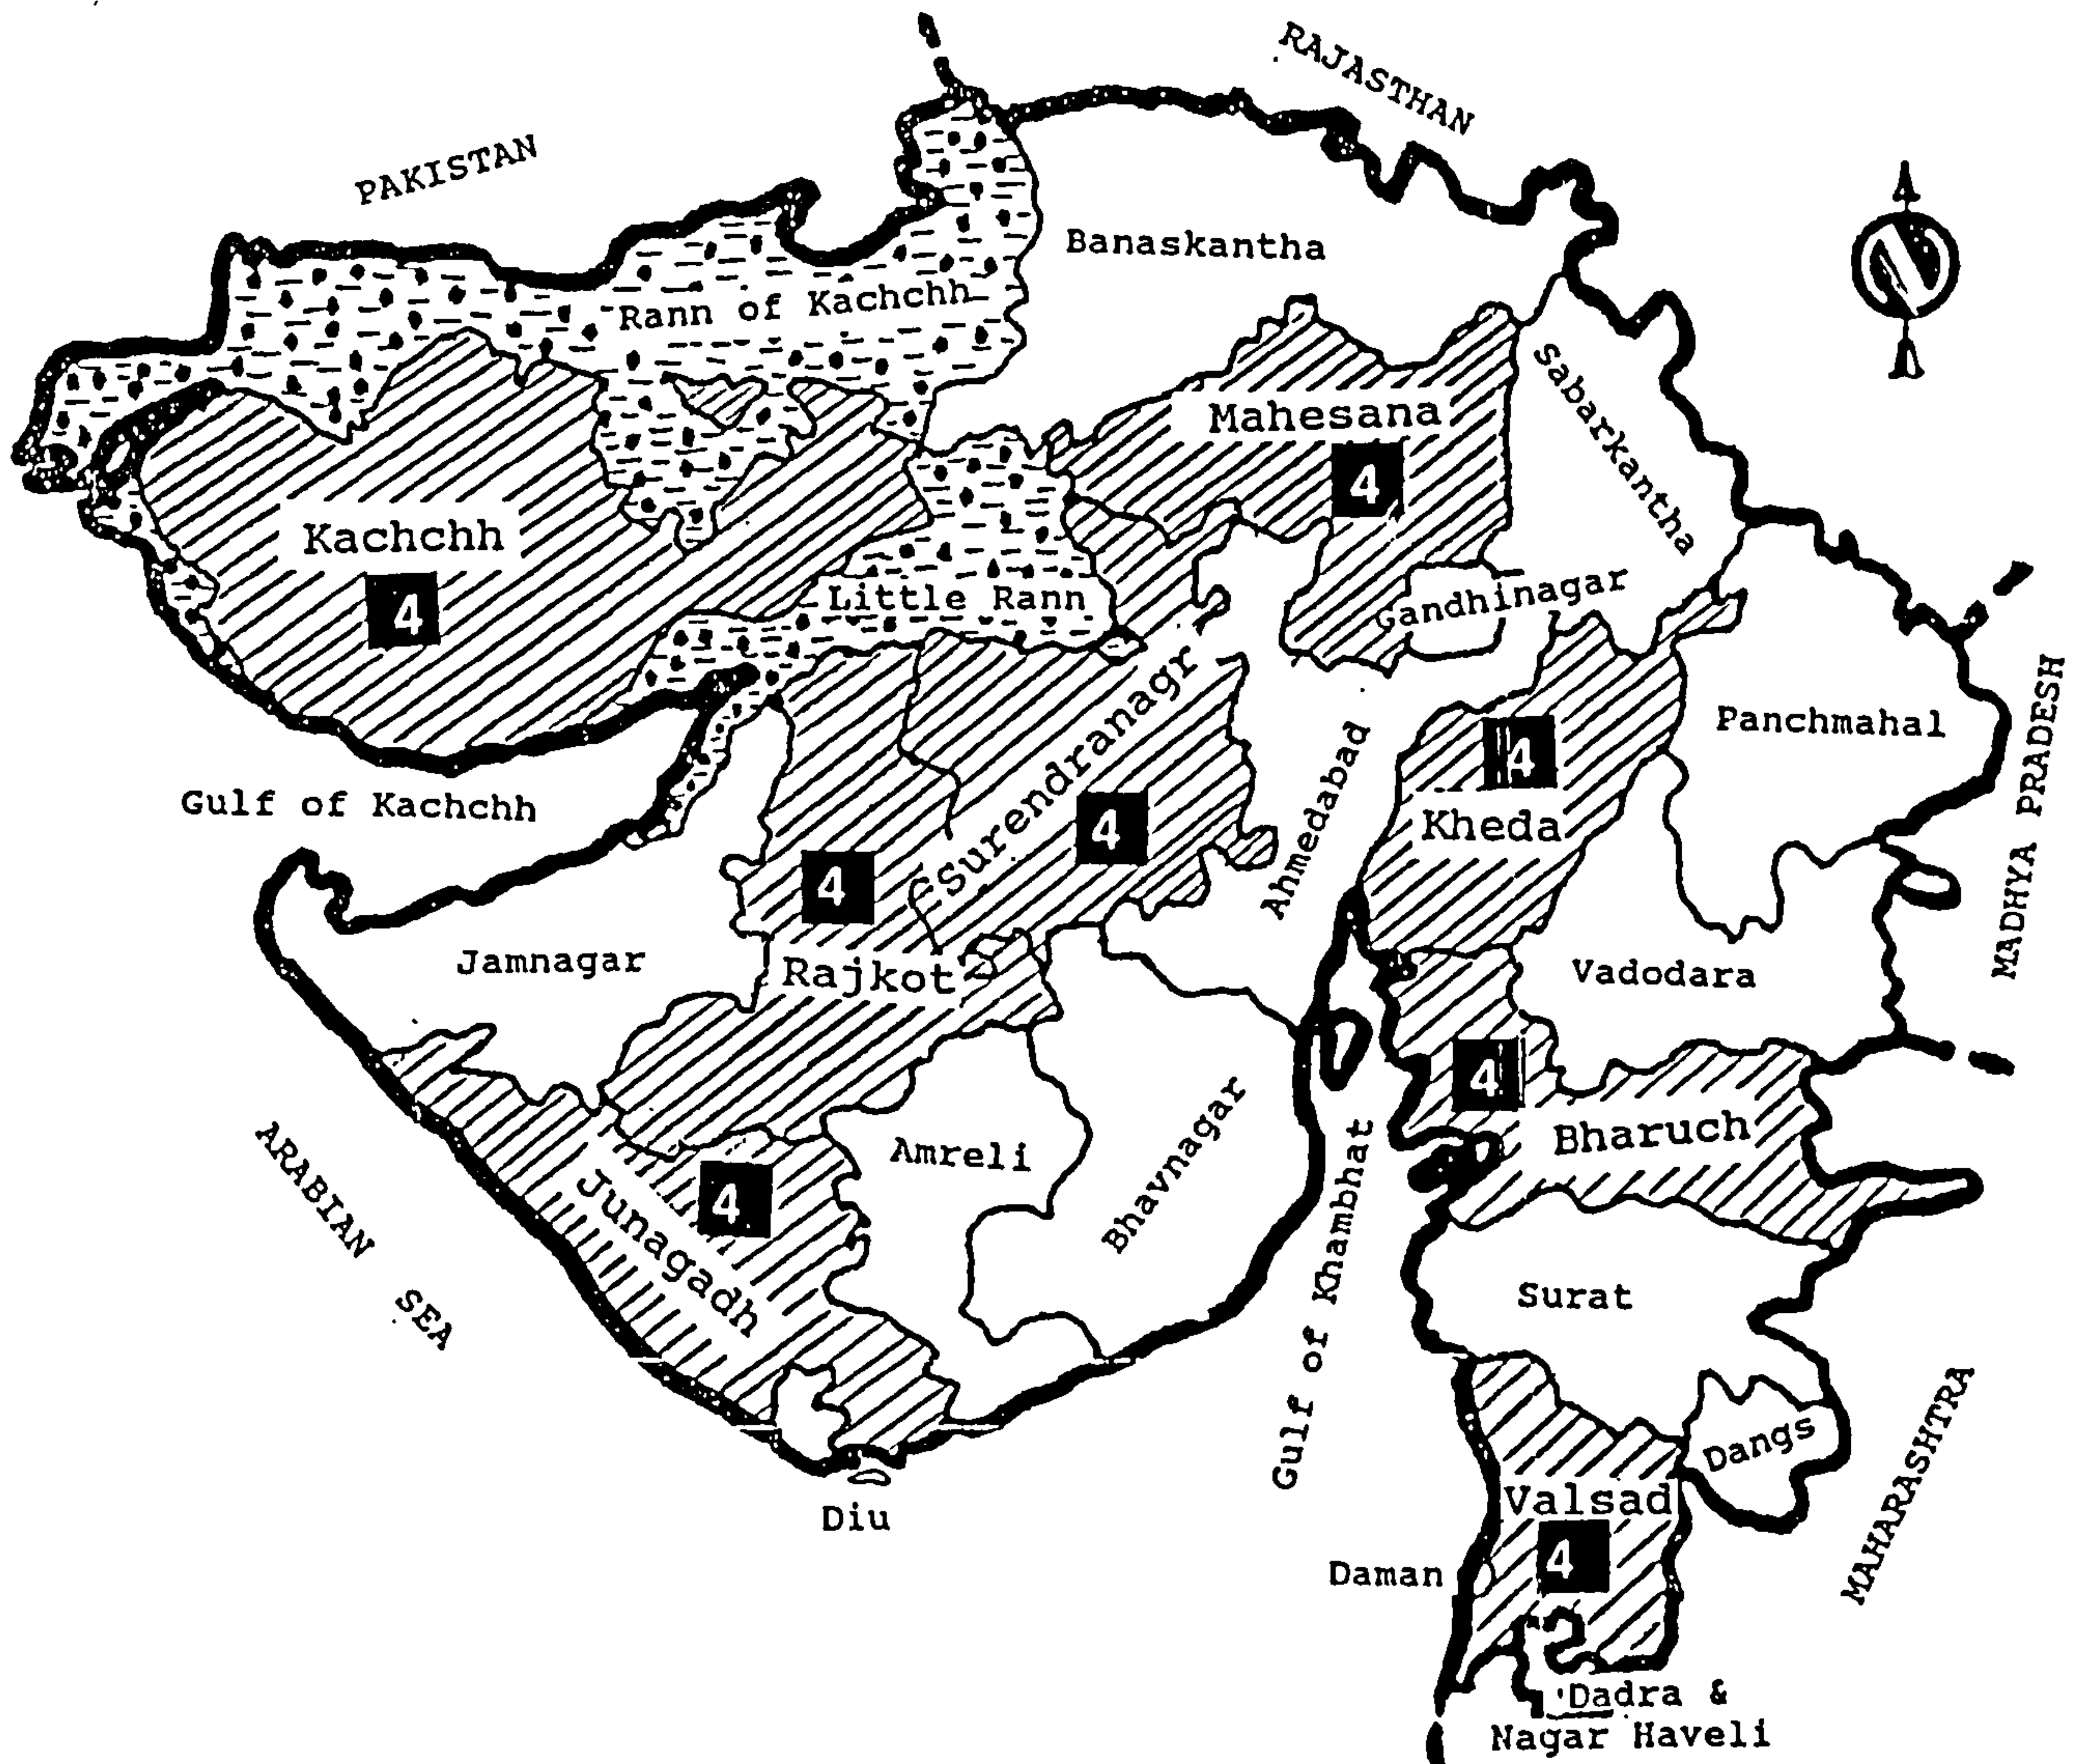 RAJASTHAN
PAKISTAN
Banaskantha
Rann of Kachchh
Sabarkantha
Mahesana
4
Kachchh
4
Little Rann
Gandhinagar
Surendranagr
4
Panchmahal
4
Kheda
MADHYA PRADESH
Gulf of Kachchh
Ahmedabad
4
Jamnagar
Rajkot
Vadodara
4
Bharuch
Amreli
Bhavnagar
Gulf of Khambhat
ARABIAN SEA
4
Junagadh
Surat
Dangs
MAHARASHTRA
Valsad
4
Diu
Daman
Dadra &
Nagar Haveli